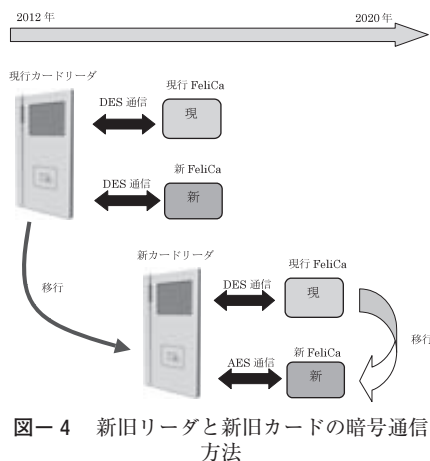 2012 年
2020 年
現行カードリーダ
現行 FeliCa
DES 通信
現
新 FeliCa
DES 通信
新
移行
新カードリーダ
現行 FeliCa
DES 通信
現
移行
新 FeliCa
AES 通信
新
図ー 4 新旧リーダと新旧カードの暗号通信
方法